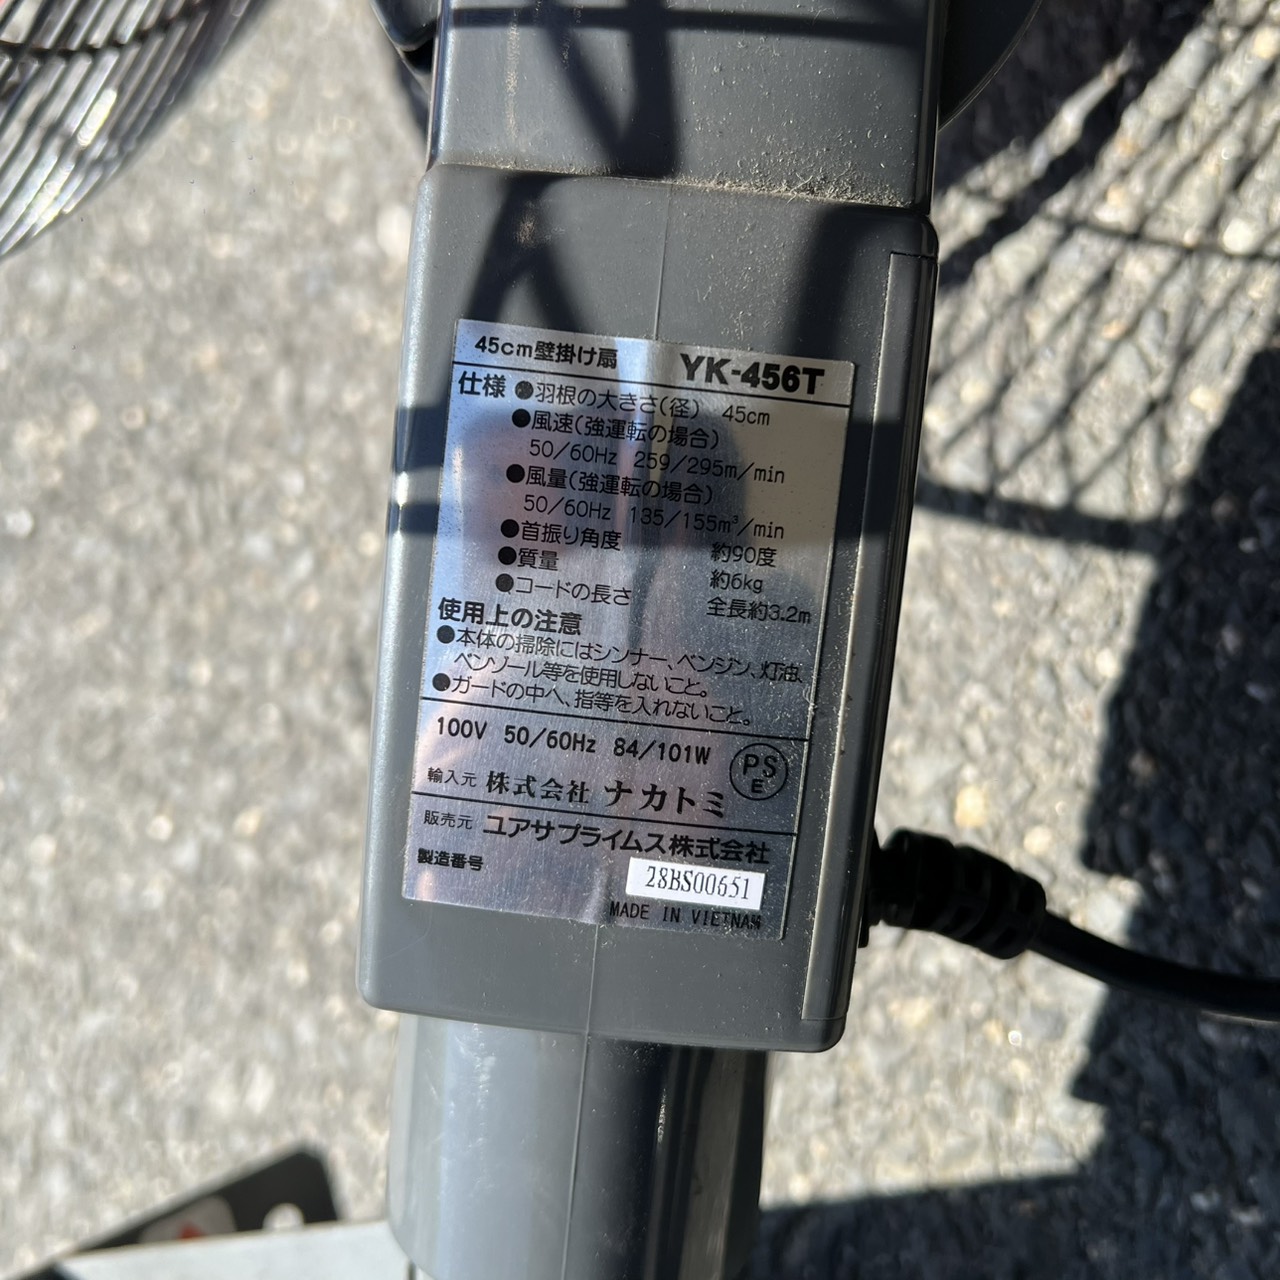 45cm壁掛け扇 YK-456T
仕様 ●羽根の大きさ(径) 45cm
●風速(強運転の場合)
50/60Hz 259/295m/min
●風量(強運転の場合)
50/60Hz 135/155m³/min
●首振り角度 約90度
●質量 約6kg
●コードの長さ 全長約3.2m
使用上の注意
●本体の掃除にはシンナー、ベンジン、灯油、
ベンゾール等を使用しないこと。
●ガードの中へ、指等を入れないこと。
100V 50/60Hz 84/101W PSE
輸入元 株式会社 ナカトミ
販売元 ユアサプライムス株式会社
製造番号 28BS00651
MADE IN VIETNAM